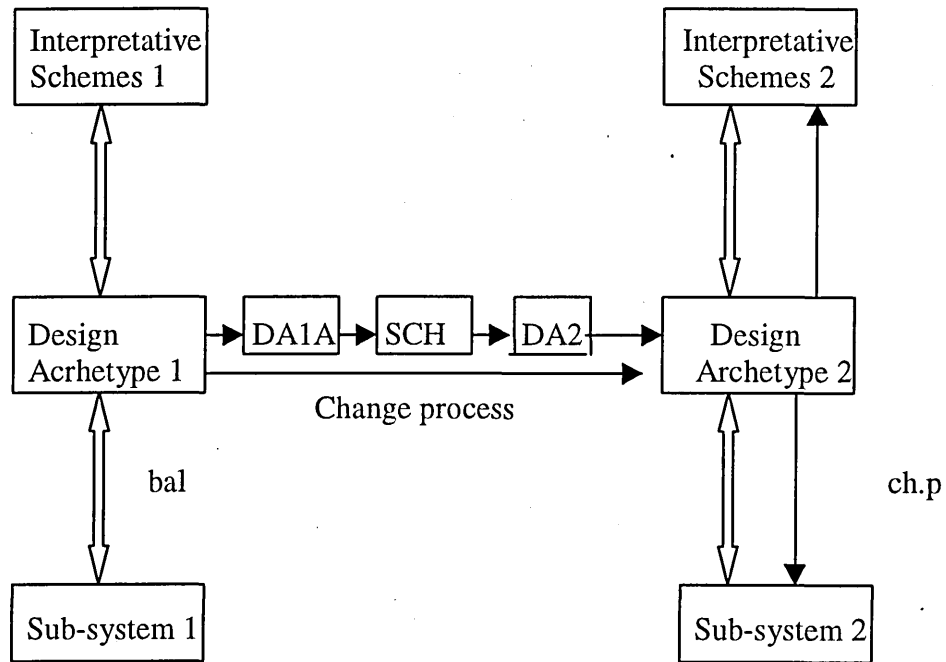 Interpretative
Schemes 1
Interpretative
Schemes 2
Design
Acrhetype 1
DA1A
SCH
DA2
Design
Archetype 2
Change process
bal
ch.p
Sub-system 1
Sub-system 2